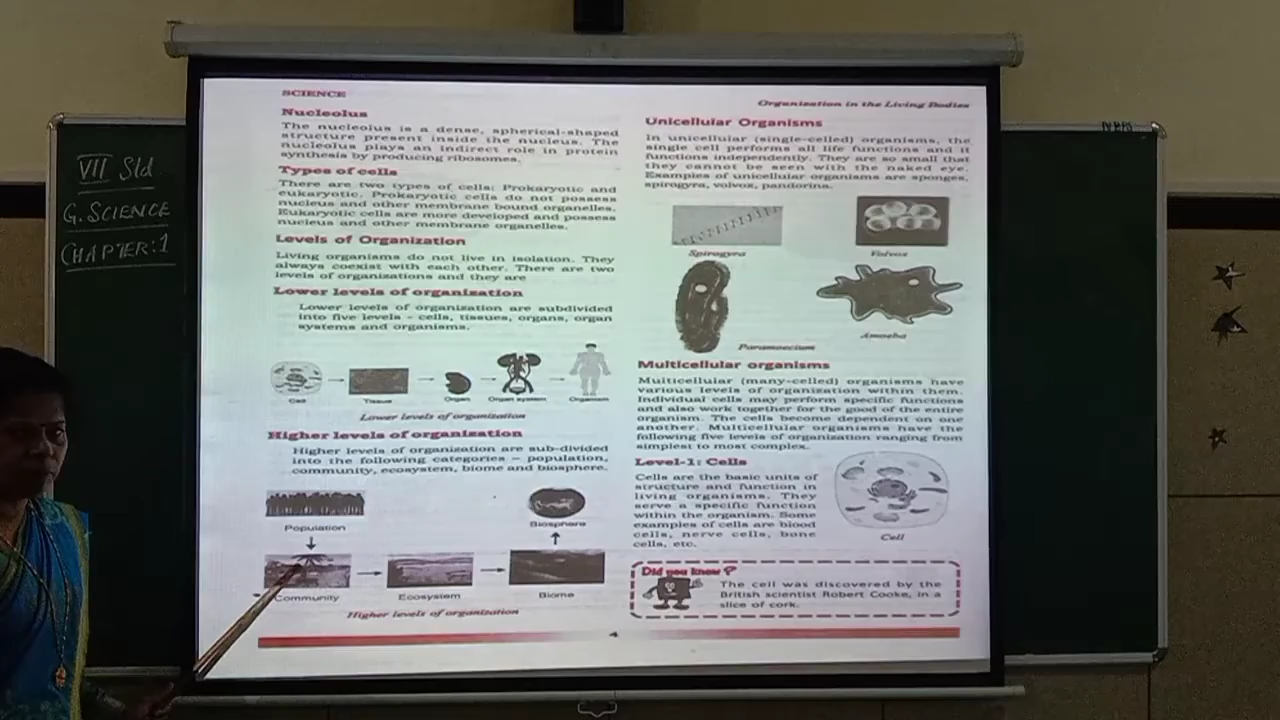 VII Std
G. SCIENCE
CHAPTER:1
SCIENCE
Nucleolus
The nucleolus is a dense, spherical-shaped
structure present inside the nucleus. The
nucleolus plays an indirect role in protein
synthesis by producing ribosomes.
Types of cells
There are two types of cells: Prokaryotic and
eukaryotic. Prokaryotic cells do not possess
nucleus and other membrane bound organelles.
Eukaryotic cells are more developed and possess
nucleus and other membrane organelles.
Levels of Organization
Living organisms do not live in isolation. They
always coexist with each other. There are two
levels of organizations and they are
Lower levels of organization
Lower levels of organization are subdivided
into five levels - cells, tissues, organs, organ
systems and organisms.
Cell
Tissue
Organ
Organ system
Organism
Lower levels of organization
Higher levels of organization
Higher levels of organization are sub-divided
into the following categories - population,
community, ecosystem, biome and biosphere.
Population
Biosphere
Community
Ecosystem
Biome
Higher levels of organization
Organization in the Living Bodies
Unicellular Organisms
In unicellular (single-celled) organisms, the
single cell performs all life functions and it
functions independently. They are so small that
they cannot be seen with the naked eye.
Examples of unicellular organisms are sponges,
spirogyra, volvox, pandorina.
Spirogyra
Volvox
Paramoecium
Amoeba
Multicellular organisms
Multicellular (many-celled) organisms have
various levels of organization within them.
Individual cells may perform specific functions
and also work together for the good of the entire
organism. The cells become dependent on one
another. Multicellular organisms have the
following five levels of organization ranging from
simplest to most complex.
Level-1: Cells
Cells are the basic units of
structure and function in
living organisms. They
serve a specific function
within the organism. Some
examples of cells are blood
cells, nerve cells, bone
cells, etc.
Cell
Did you know?
The cell was discovered by the
British scientist Robert Cooke, in a
slice of cork.
4